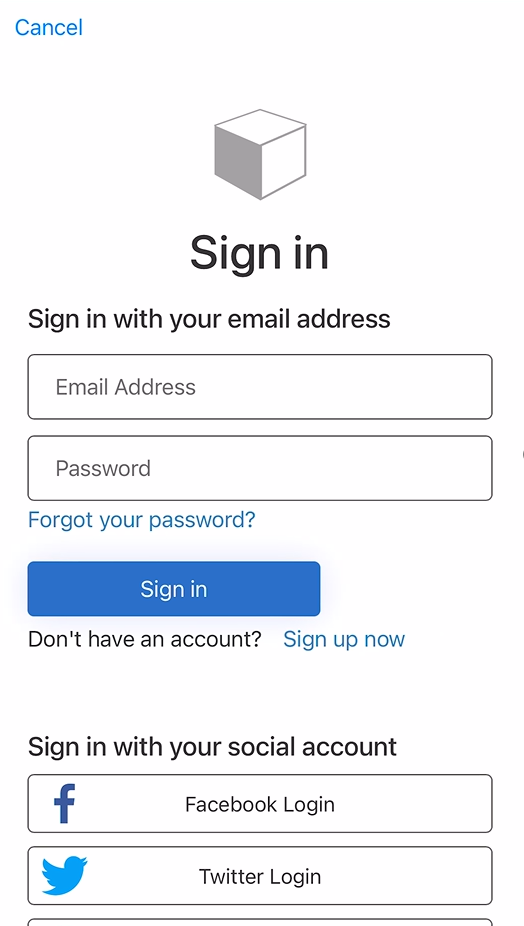 Cancel
Sign in
Sign in with your email address
Email Address
Password
Forgot your password?
Sign in
Don't have an account? Sign up now
Sign in with your social account
Facebook Login
Twitter Login